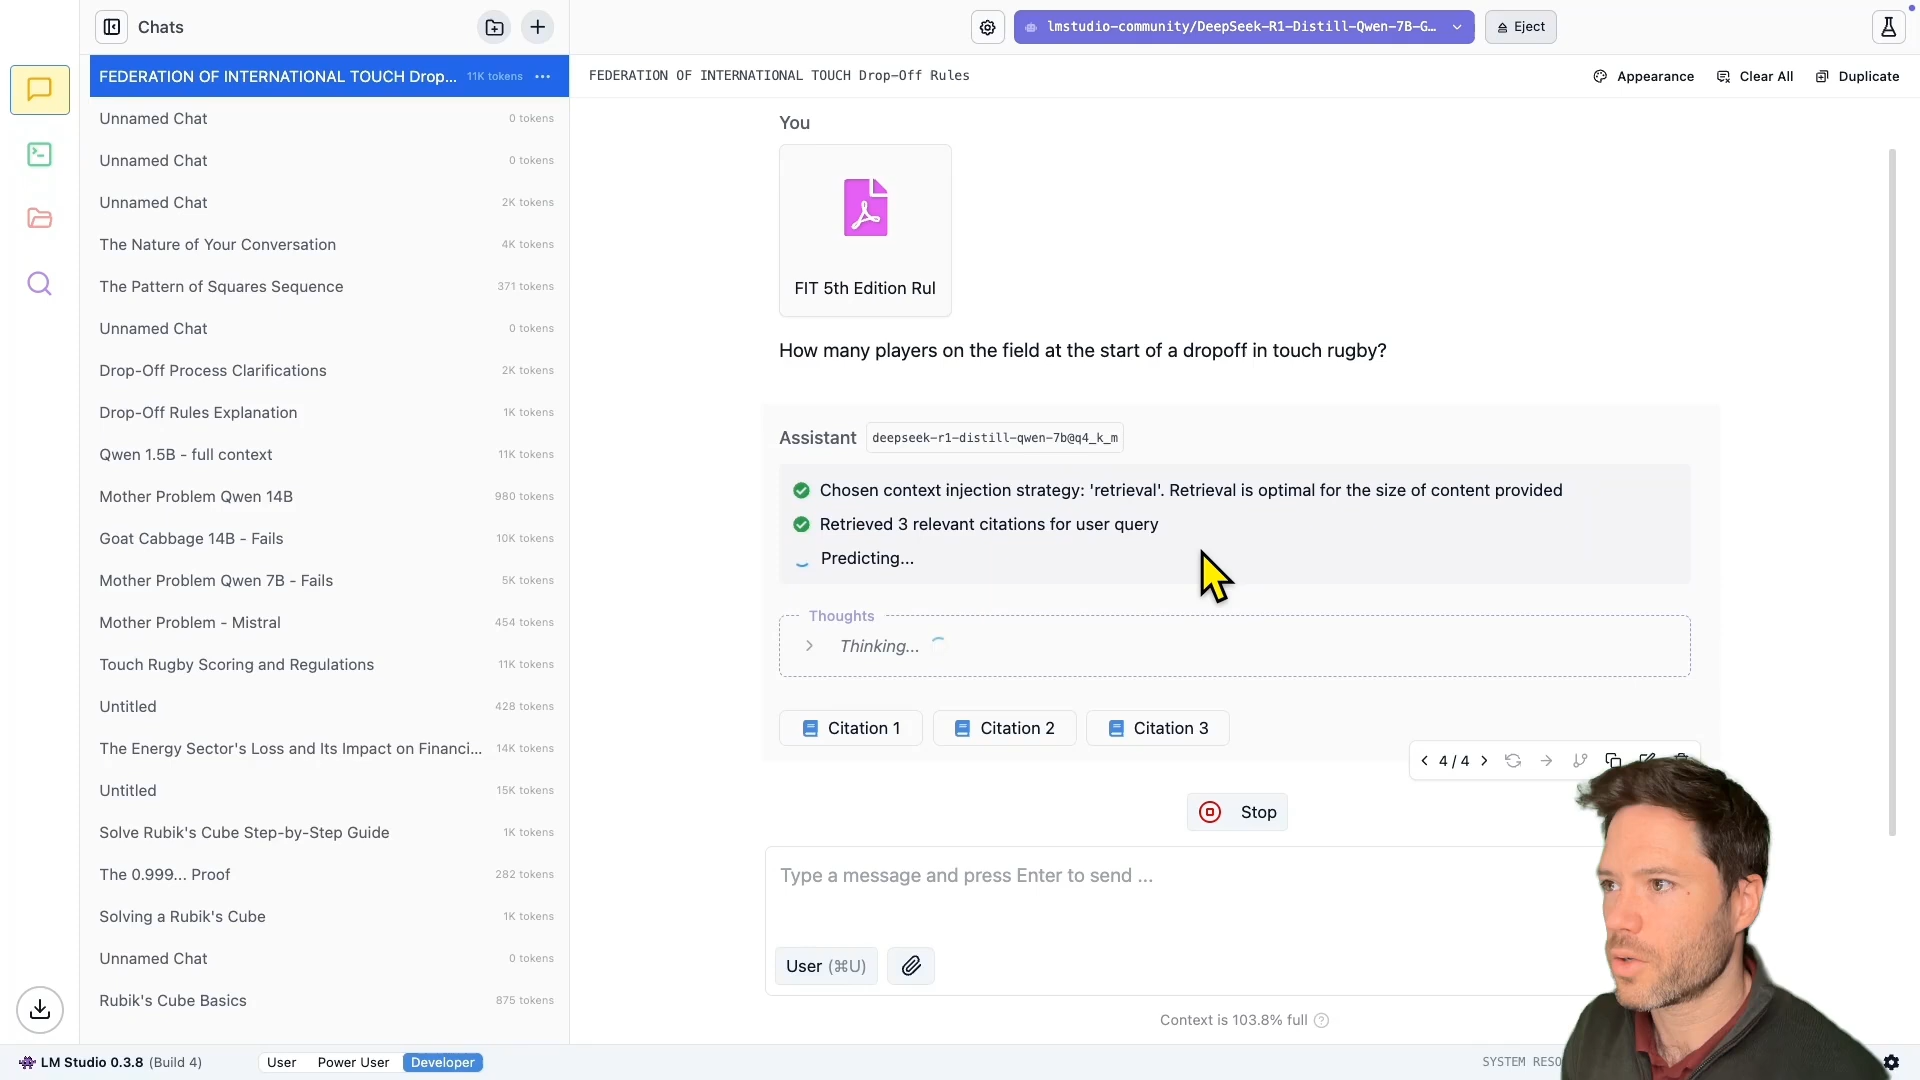 Chats
lmstudio-community/DeepSeek-R1-Distill-Qwen-7B-G...
Eject
FEDERATION OF INTERNATIONAL TOUCH Drop... 11K tokens
FEDERATION OF INTERNATIONAL TOUCH Drop-Off Rules
Appearance
Clear All
Duplicate
Unnamed Chat 0 tokens
Unnamed Chat 0 tokens
Unnamed Chat 2K tokens
The Nature of Your Conversation 4K tokens
The Pattern of Squares Sequence 371 tokens
Unnamed Chat 0 tokens
Drop-Off Process Clarifications 2K tokens
Drop-Off Rules Explanation 1K tokens
Qwen 1.5B - full context 11K tokens
Mother Problem Qwen 14B 980 tokens
Goat Cabbage 14B - Fails 10K tokens
Mother Problem Qwen 7B - Fails 5K tokens
Mother Problem - Mistral 454 tokens
Touch Rugby Scoring and Regulations 11K tokens
Untitled 428 tokens
The Energy Sector's Loss and Its Impact on Financi... 14K tokens
Untitled 15K tokens
Solve Rubik's Cube Step-by-Step Guide 1K tokens
The 0.999... Proof 282 tokens
Solving a Rubik's Cube 1K tokens
Unnamed Chat 0 tokens
Rubik's Cube Basics 875 tokens
You
FIT 5th Edition Rul
How many players on the field at the start of a dropoff in touch rugby?
Assistant deepseek-r1-distill-qwen-7b@q4_k_m
Chosen context injection strategy: 'retrieval'. Retrieval is optimal for the size of content provided
Retrieved 3 relevant citations for user query
Predicting...
Thoughts
Thinking...
Citation 1
Citation 2
Citation 3
4 / 4
Stop
Type a message and press Enter to send ...
User (⌘U)
Context is 103.8% full
LM Studio 0.3.8 (Build 4)
User
Power User
Developer
SYSTEM